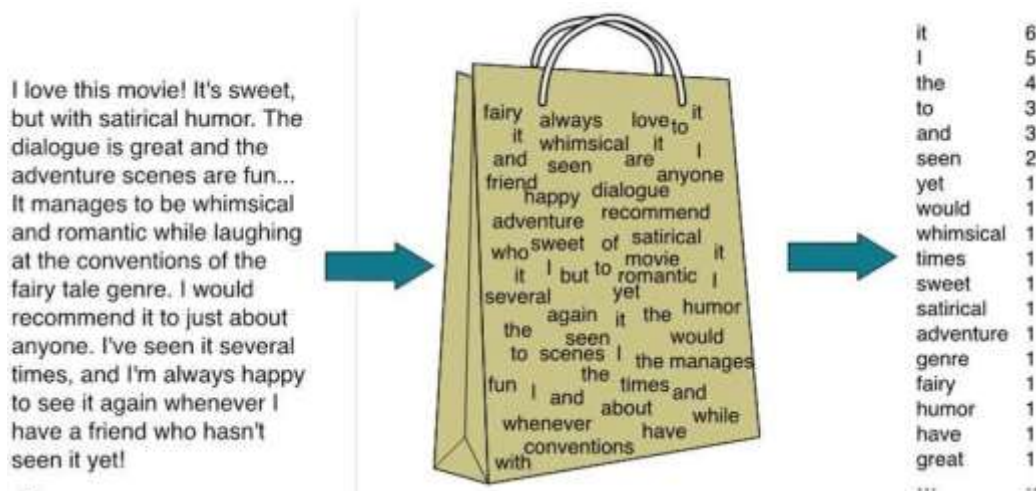 I love this movie! It's sweet,
but with satirical humor. The
dialogue is great and the
adventure scenes are fun...
It manages to be whimsical
and romantic while laughing
at the conventions of the
fairy tale genre. I would
recommend it to just about
anyone. I've seen it several
times, and I'm always happy
to see it again whenever I
have a friend who hasn't
seen it yet!
fairy always love to it
it whimsical it I
and seen are anyone
friend happy dialogue
adventure recommend
who sweet of satirical
it I but to romantic I
movie it
several yet
again it the humor
the seen would
to scenes I the manages
fun the times and
I and about while
whenever have
conventions
with
it 6
I 5
the 4
to 3
and 3
seen 2
yet 1
would 1
whimsical 1
times 1
sweet 1
satirical 1
adventure 1
genre 1
fairy 1
humor 1
have 1
great 1